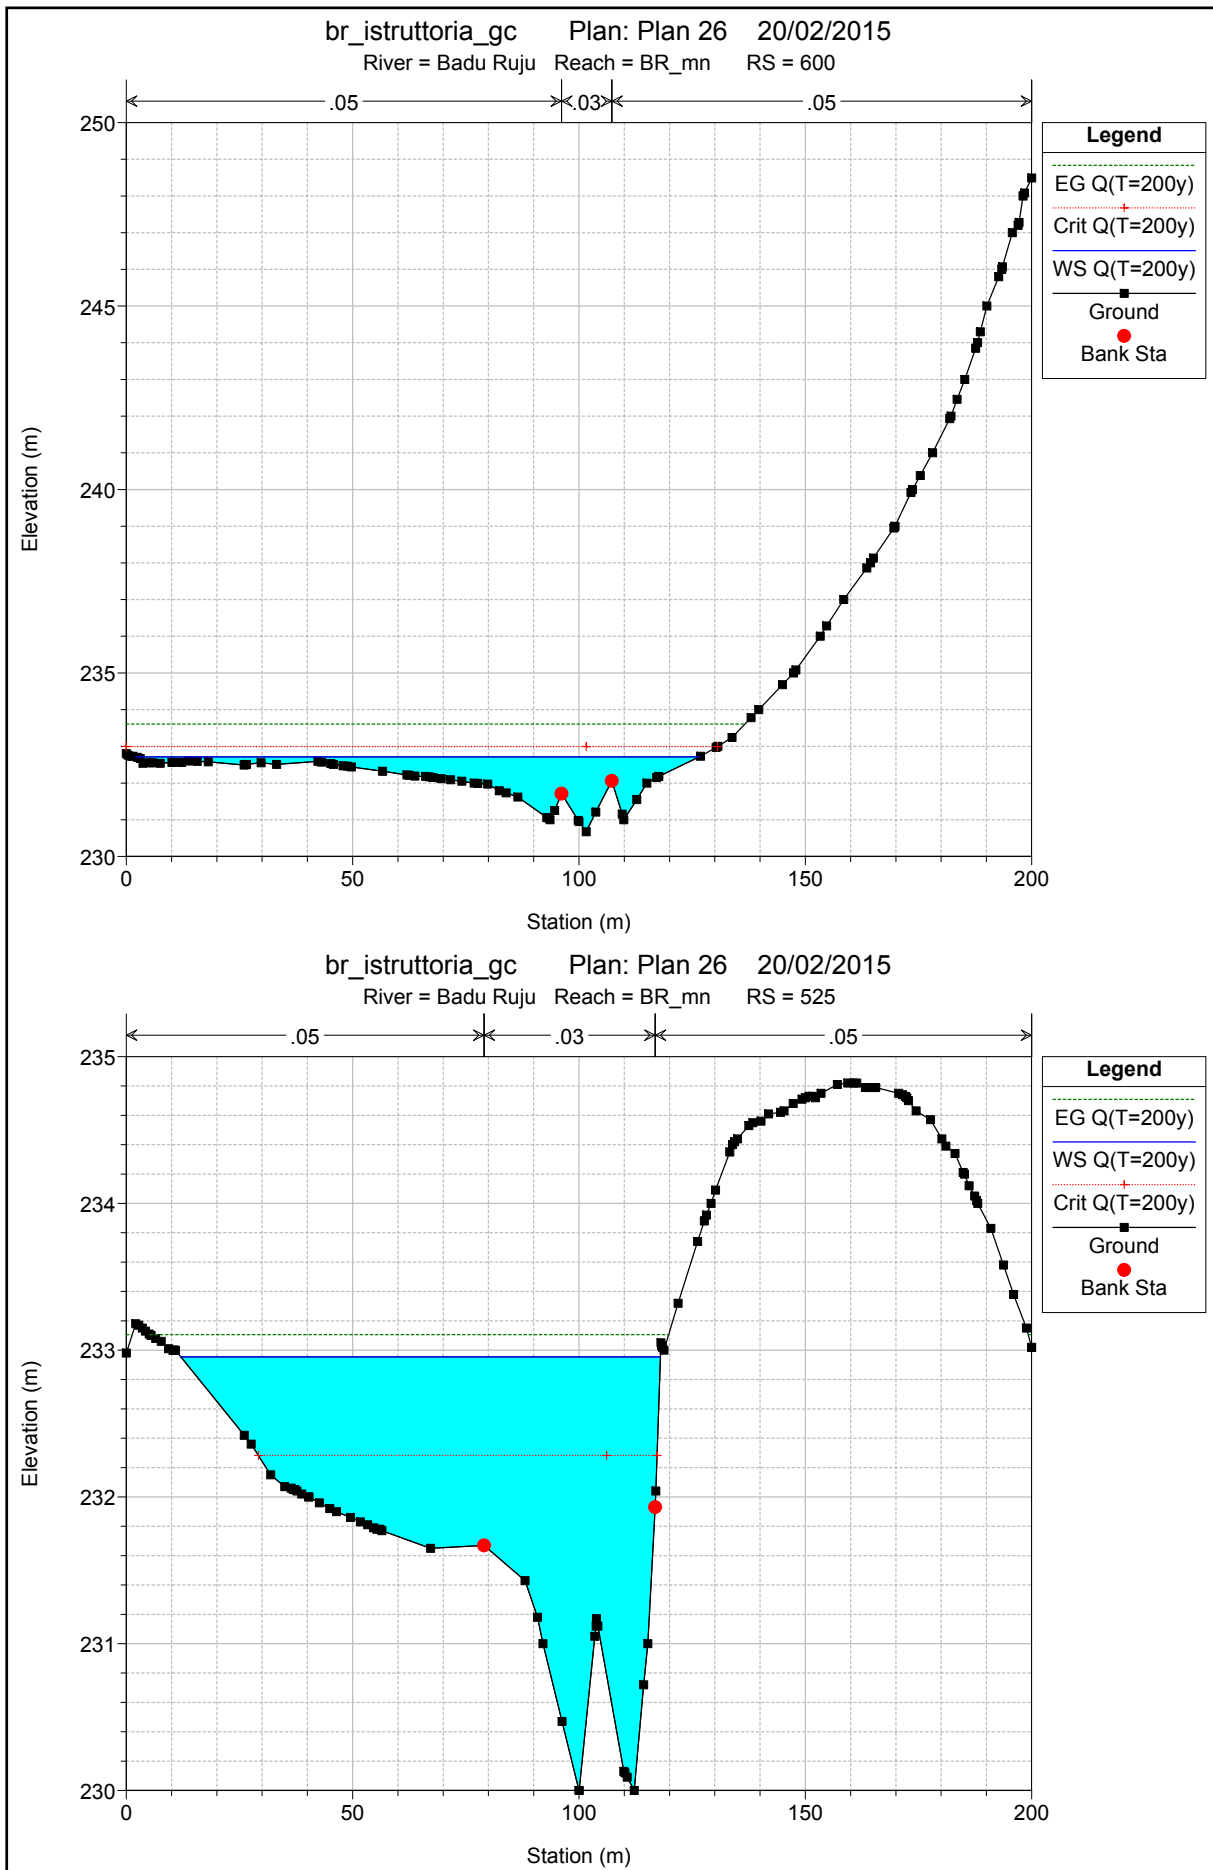 br_istruttoria_gc Plan: Plan 26 20/02/2015
River = Badu Ruju Reach = BR_mn RS = 600
.05 .03 .05
250
245
240
235
230
0 50 100 150 200
Elevation (m)
Station (m)
Legend
EG Q(T=200y)
Crit Q(T=200y)
WS Q(T=200y)
Ground
Bank Sta
br_istruttoria_gc Plan: Plan 26 20/02/2015
River = Badu Ruju Reach = BR_mn RS = 525
.05 .03 .05
235
234
233
232
231
230
0 50 100 150 200
Elevation (m)
Station (m)
Legend
EG Q(T=200y)
WS Q(T=200y)
Crit Q(T=200y)
Ground
Bank Sta